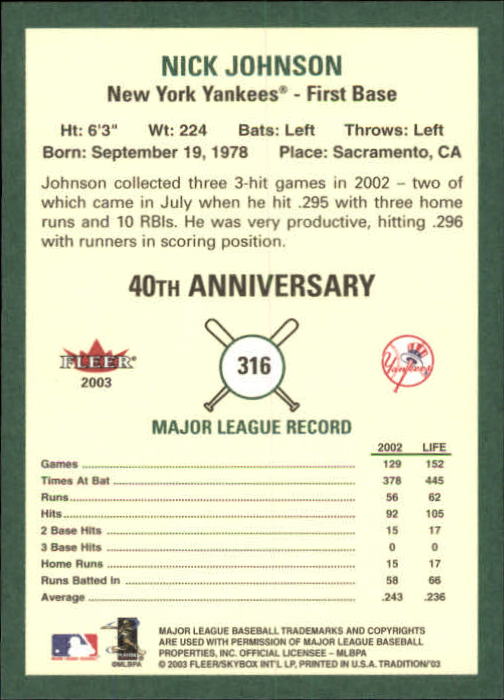 NICK JOHNSON
New York Yankees® - First Base
Ht: 6'3" Wt: 224 Bats: Left Throws: Left
Born: September 19, 1978 Place: Sacramento, CA
Johnson collected three 3-hit games in 2002 – two of
which came in July when he hit .295 with three home
runs and 10 RBIs. He was very productive, hitting .296
with runners in scoring position.
40TH ANNIVERSARY
FLEER®
2003
316
Yankees
MAJOR LEAGUE RECORD
2002 LIFE
Games 129 152
Times At Bat 378 445
Runs 56 62
Hits 92 105
2 Base Hits 15 17
3 Base Hits 0 0
Home Runs 15 17
Runs Batted In 58 66
Average .243 .236
MAJOR LEAGUE BASEBALL TRADEMARKS AND COPYRIGHTS
ARE USED WITH PERMISSION OF MAJOR LEAGUE BASEBALL
PROPERTIES, INC. OFFICIAL LICENSEE – MLBPA
© 2003 FLEER/SKYBOX INT'L LP, PRINTED IN U.S.A. TRADITION/'03
©MLBPA